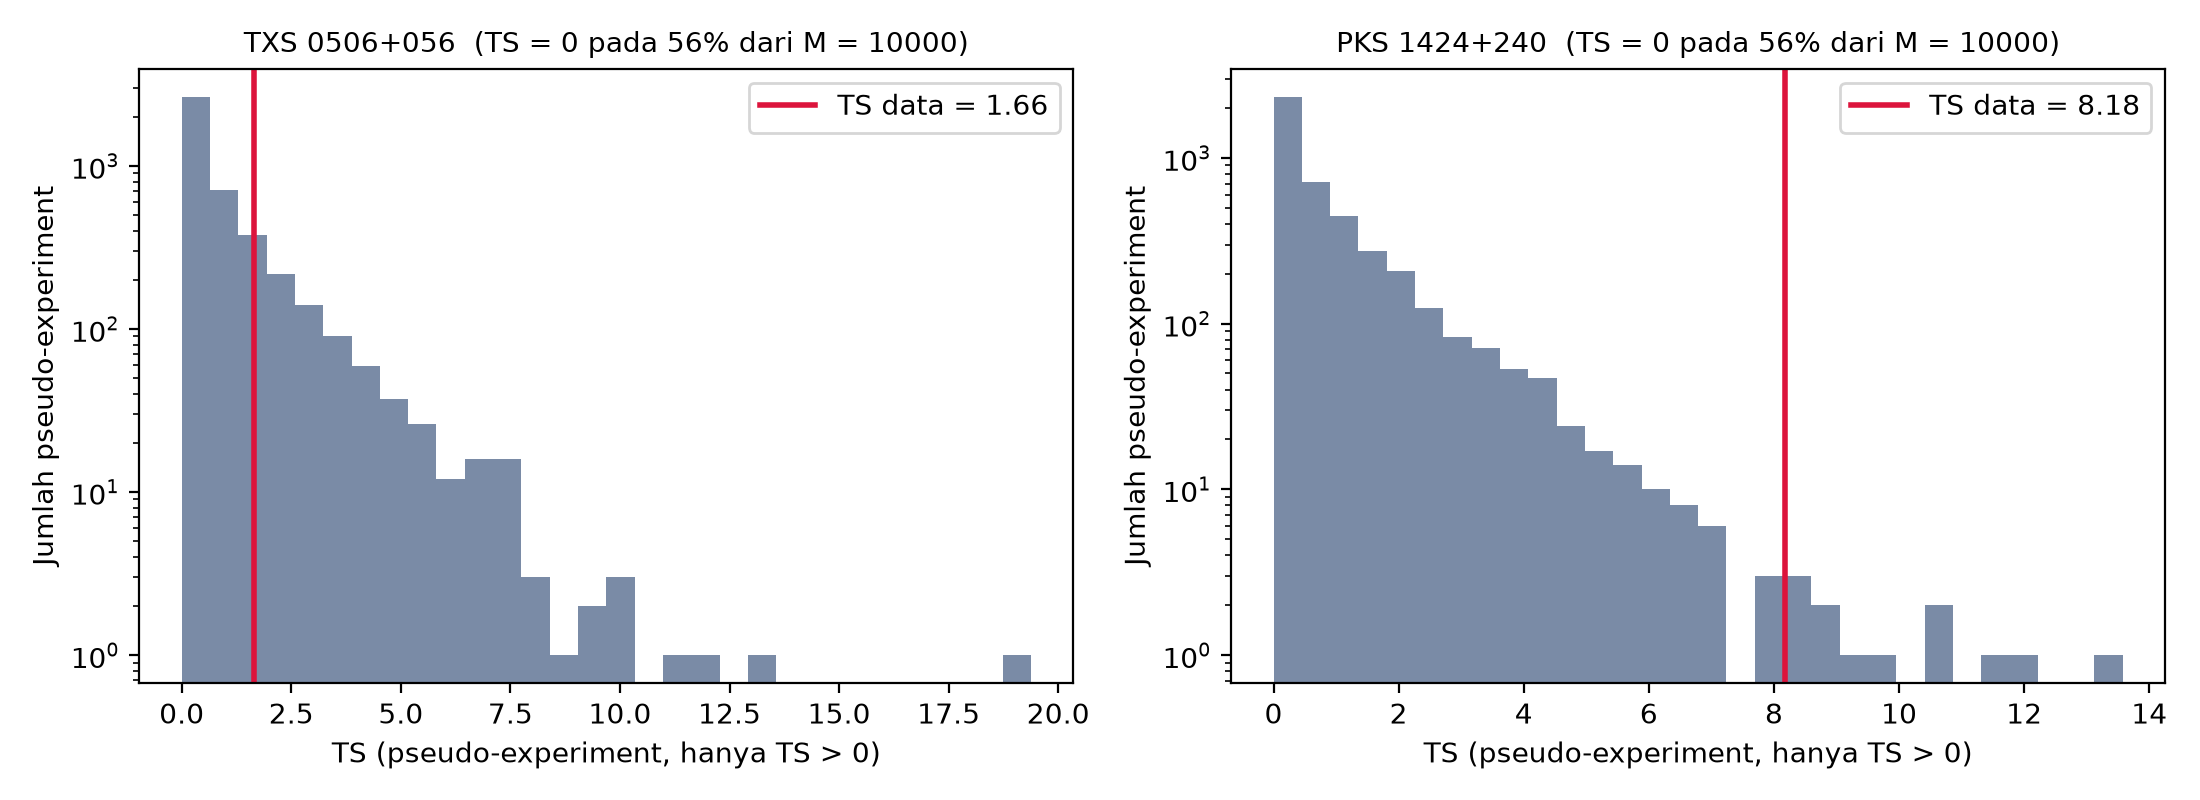 TXS 0506+056  (TS = 0 pada 56% dari M = 10000)
TS data = 1.66
Jumlah pseudo-experiment
10³
10²
10¹
10⁰
0.0 2.5 5.0 7.5 10.0 12.5 15.0 17.5 20.0
TS (pseudo-experiment, hanya TS > 0)
PKS 1424+240  (TS = 0 pada 56% dari M = 10000)
TS data = 8.18
Jumlah pseudo-experiment
10³
10²
10¹
10⁰
0 2 4 6 8 10 12 14
TS (pseudo-experiment, hanya TS > 0)